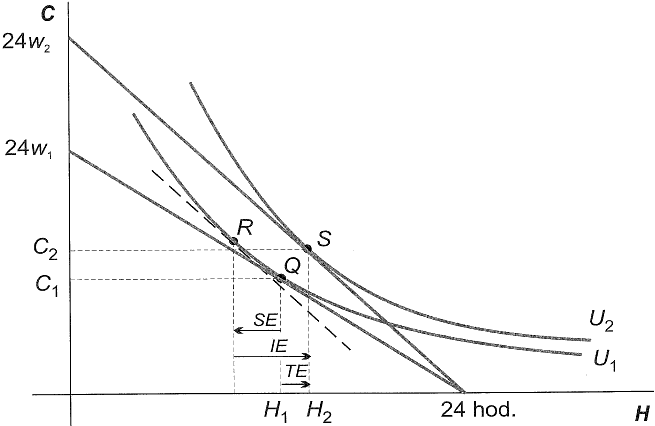 C
24w₂
24w₁
R
S
Q
C₂
C₁
SE
IE
TE
U₂
U₁
H₁
H₂
24 hod.
H